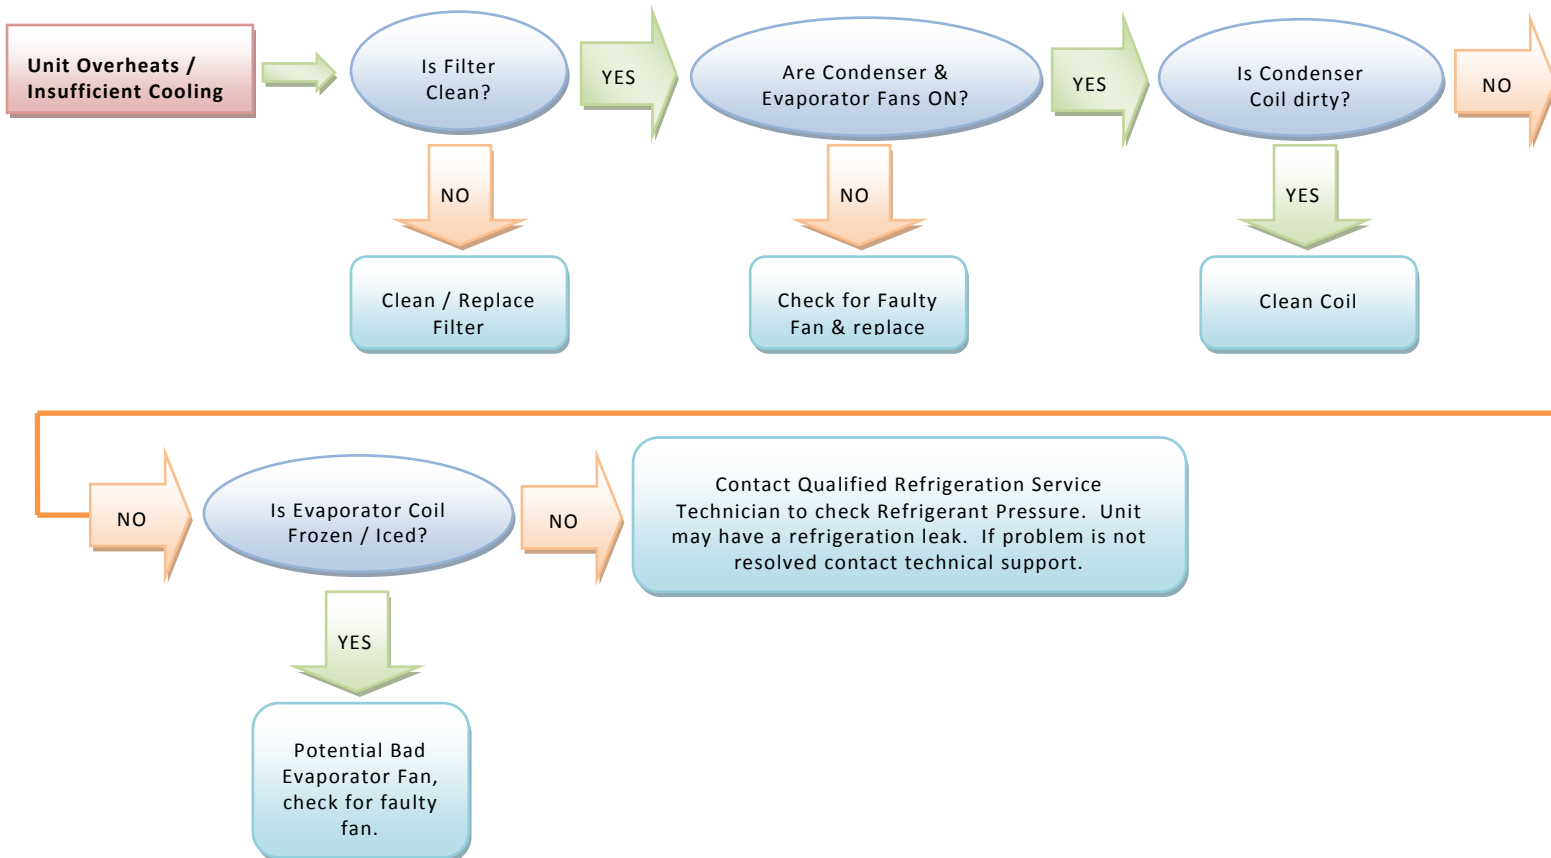 Unit Overheats /
Insufficient Cooling
Is Filter
Clean?
YES
Are Condenser &
Evaporator Fans ON?
YES
Is Condenser
Coil dirty?
NO
NO
NO
YES
Clean / Replace
Filter
Check for Faulty
Fan & replace
Clean Coil
NO
Is Evaporator Coil
Frozen / Iced?
NO
Contact Qualified Refrigeration Service
Technician to check Refrigerant Pressure.  Unit
may have a refrigeration leak.  If problem is not
resolved contact technical support.
YES
Potential Bad
Evaporator Fan,
check for faulty
fan.